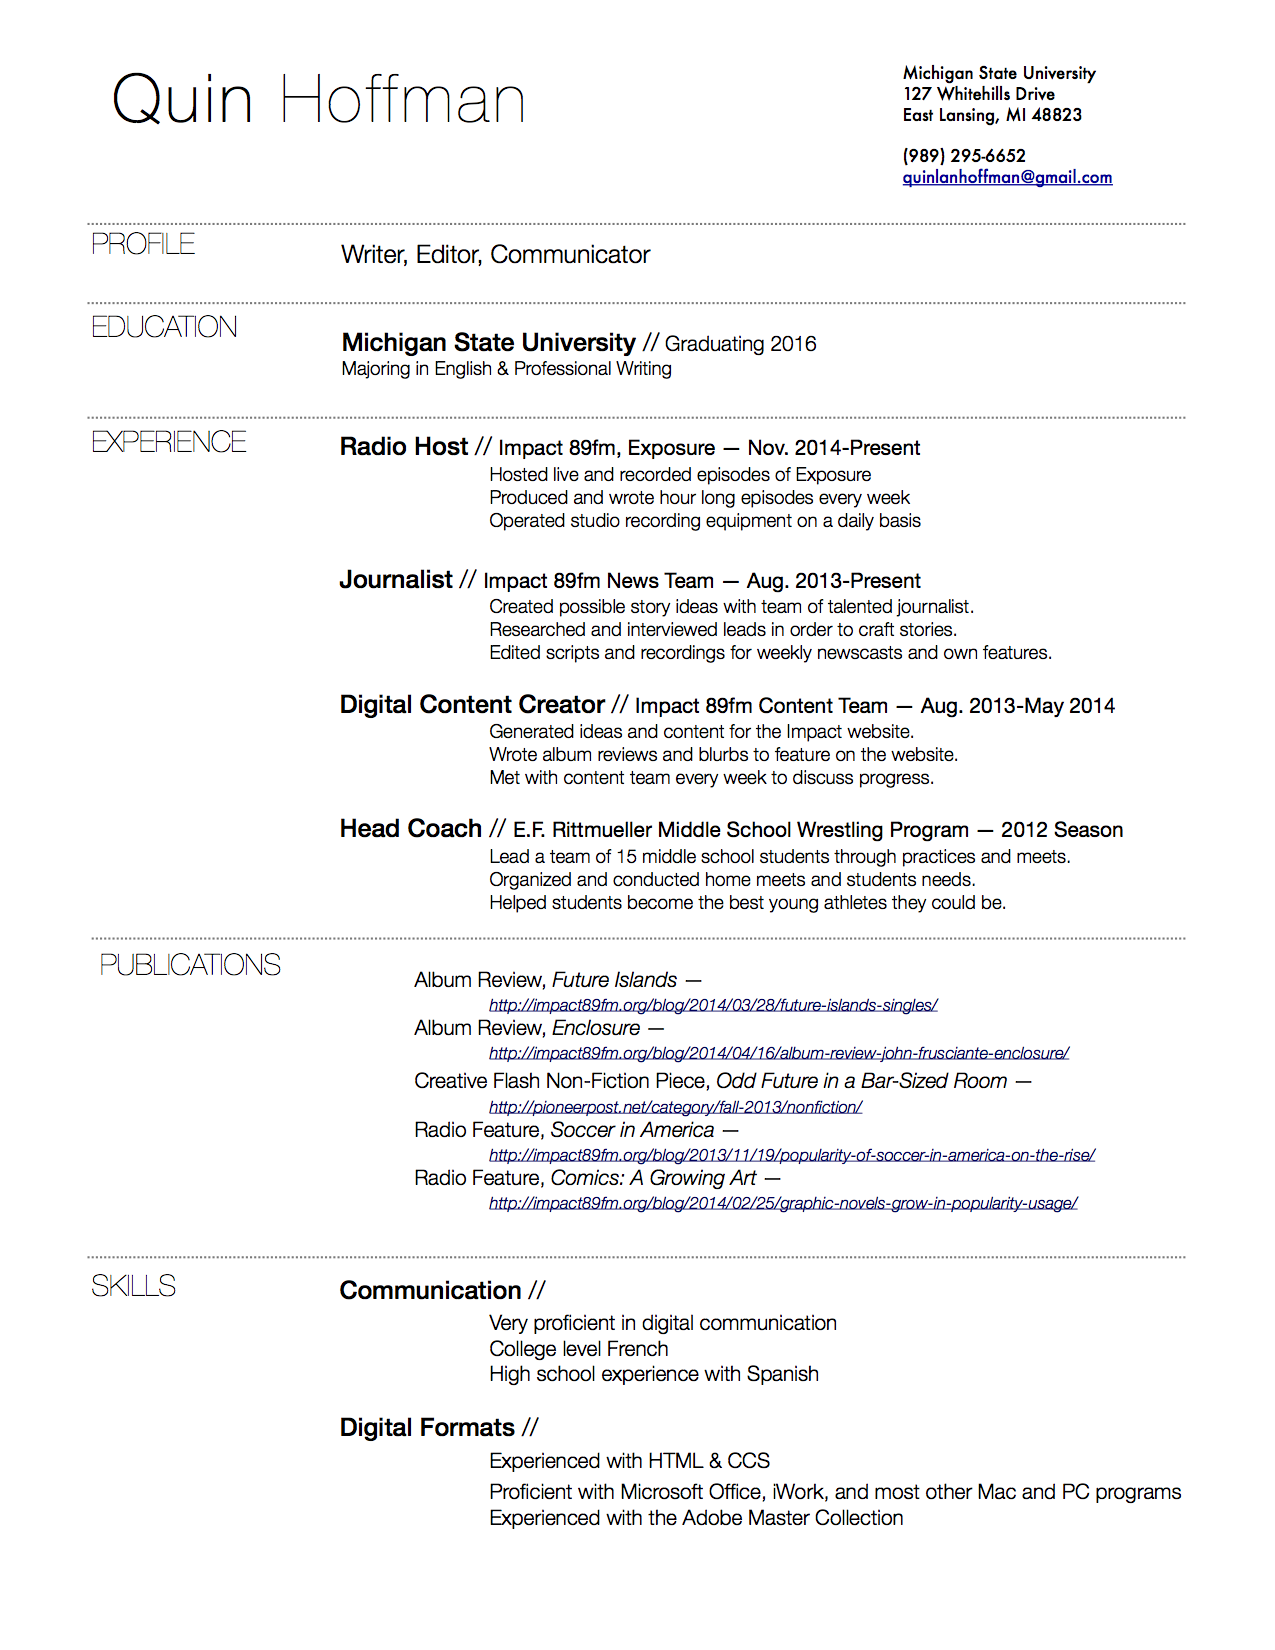 Quin Hoffman
Michigan State University
127 Whitehills Drive
East Lansing, MI 48823
(989) 295-6652
quinlanhoffman@gmail.com
PROFILE
Writer, Editor, Communicator
EDUCATION
Michigan State University // Graduating 2016
Majoring in English & Professional Writing
EXPERIENCE
Radio Host // Impact 89fm, Exposure — Nov. 2014-Present
Hosted live and recorded episodes of Exposure
Produced and wrote hour long episodes every week
Operated studio recording equipment on a daily basis
Journalist // Impact 89fm News Team — Aug. 2013-Present
Created possible story ideas with team of talented journalist.
Researched and interviewed leads in order to craft stories.
Edited scripts and recordings for weekly newscasts and own features.
Digital Content Creator // Impact 89fm Content Team — Aug. 2013-May 2014
Generated ideas and content for the Impact website.
Wrote album reviews and blurbs to feature on the website.
Met with content team every week to discuss progress.
Head Coach // E.F. Rittmueller Middle School Wrestling Program — 2012 Season
Lead a team of 15 middle school students through practices and meets.
Organized and conducted home meets and students needs.
Helped students become the best young athletes they could be.
PUBLICATIONS
Album Review, Future Islands —
http://impact89fm.org/blog/2014/03/28/future-islands-singles/
Album Review, Enclosure —
http://impact89fm.org/blog/2014/04/16/album-review-john-frusciante-enclosure/
Creative Flash Non-Fiction Piece, Odd Future in a Bar-Sized Room —
http://pioneerpost.net/category/fall-2013/nonfiction/
Radio Feature, Soccer in America —
http://impact89fm.org/blog/2013/11/19/popularity-of-soccer-in-america-on-the-rise/
Radio Feature, Comics: A Growing Art —
http://impact89fm.org/blog/2014/02/25/graphic-novels-grow-in-popularity-usage/
SKILLS
Communication //
Very proficient in digital communication
College level French
High school experience with Spanish
Digital Formats //
Experienced with HTML & CCS
Proficient with Microsoft Office, iWork, and most other Mac and PC programs
Experienced with the Adobe Master Collection